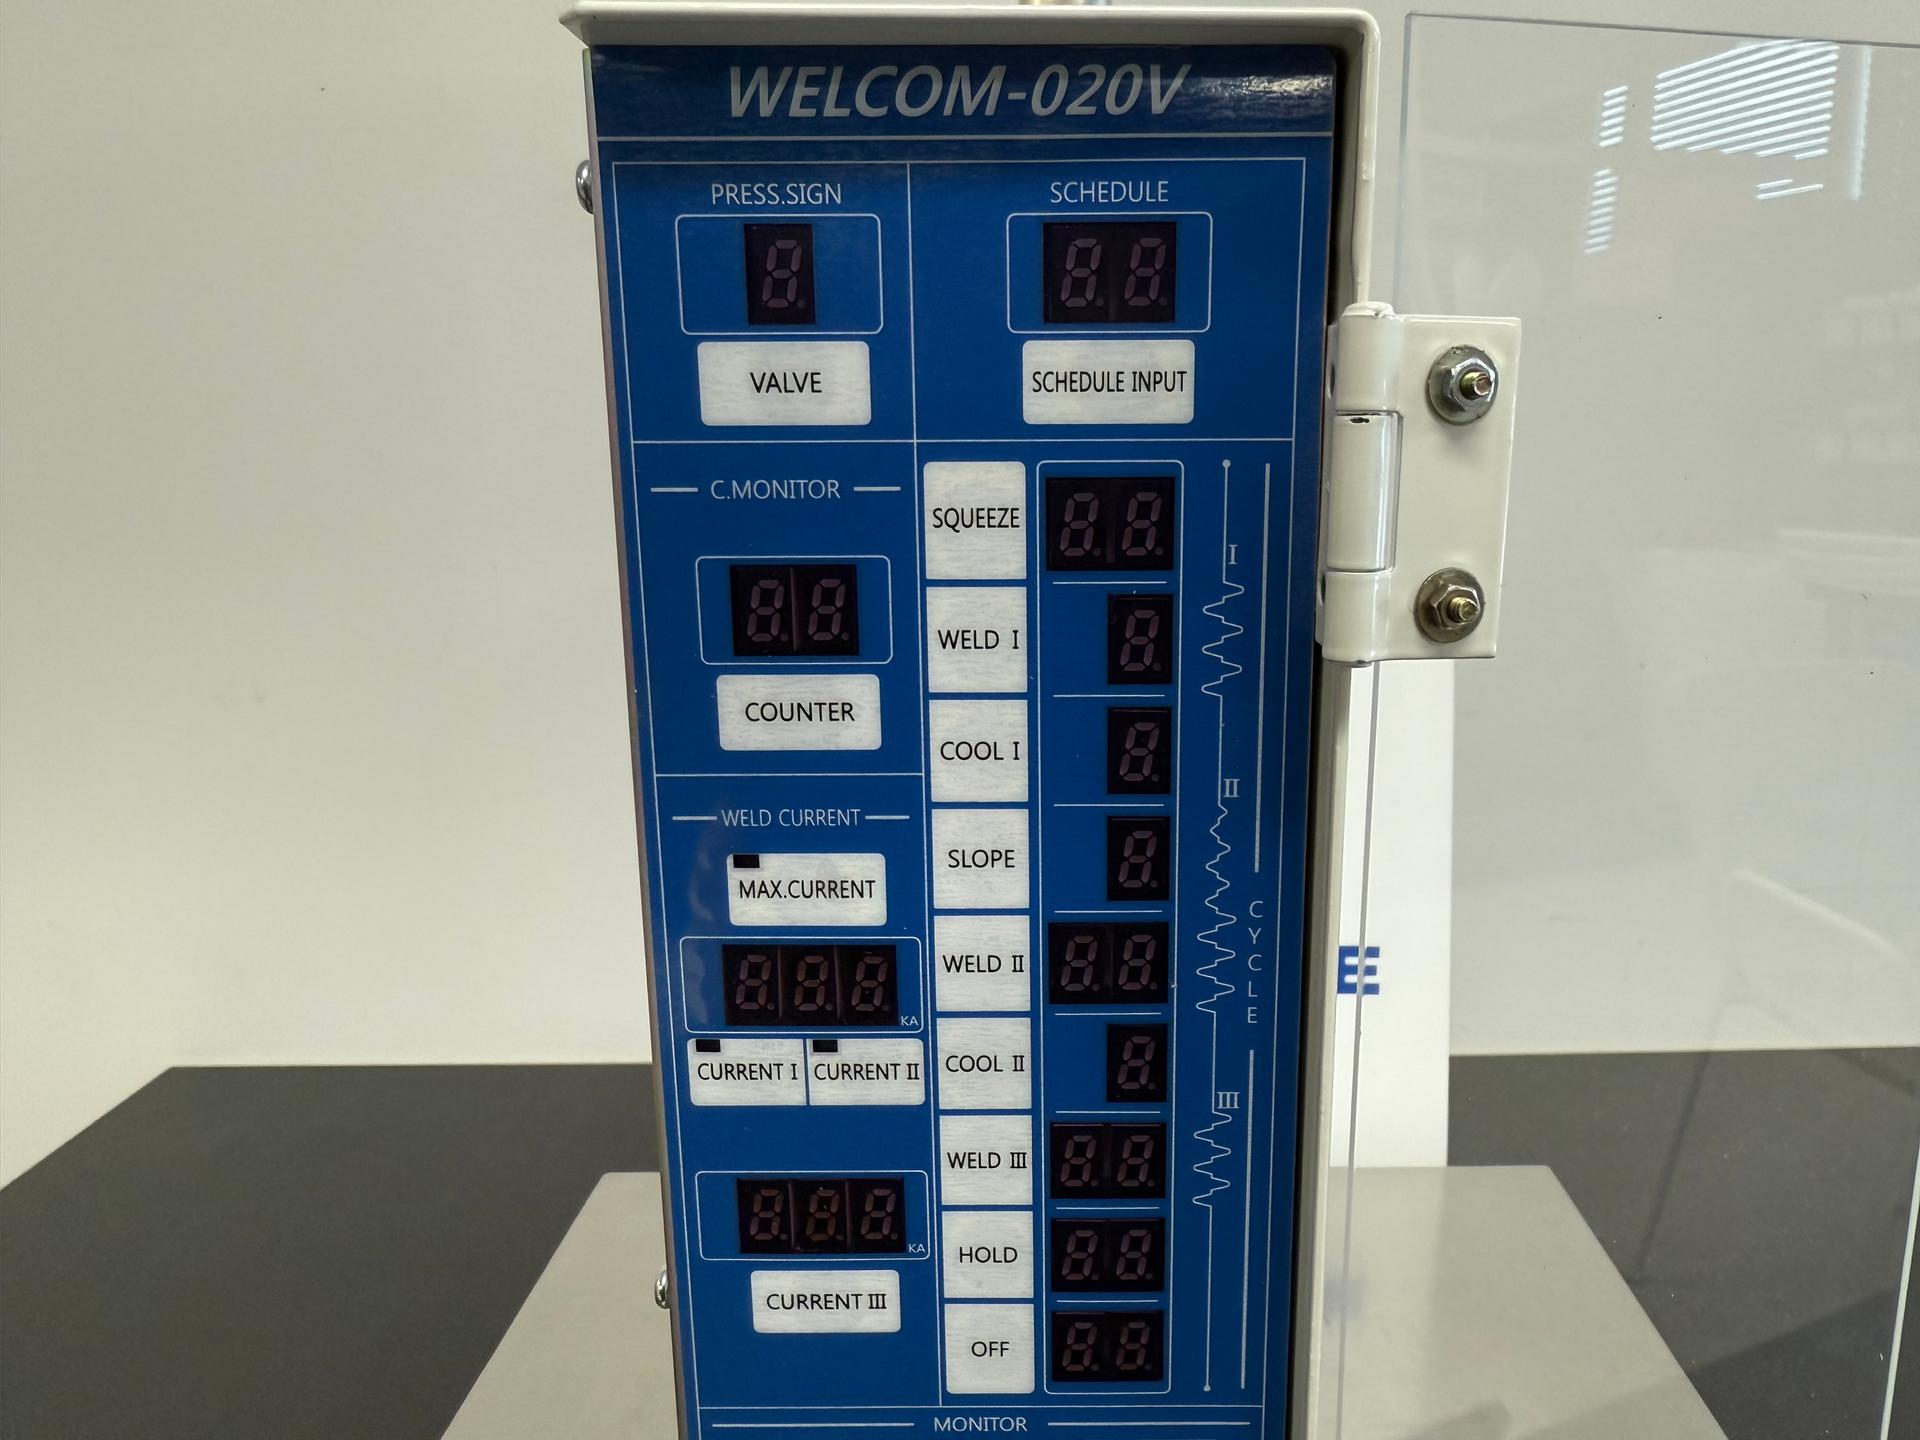 WELCOM-020V
PRESS.SIGN
VALVE
SCHEDULE
SCHEDULE INPUT
C.MONITOR
COUNTER
WELD CURRENT
MAX.CURRENT
KA
CURRENT I
CURRENT II
KA
CURRENT III
SQUEEZE
WELD I
COOL I
SLOPE
WELD II
COOL II
WELD III
HOLD
OFF
I
II
III
CYCLE
MONITOR
E